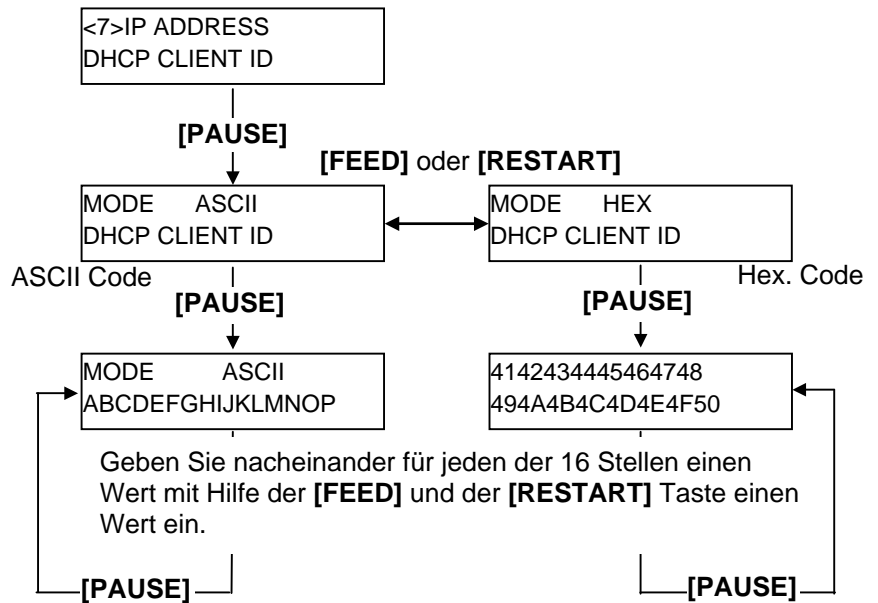 <7>IP ADDRESS
DHCP CLIENT ID
[PAUSE]
[FEED] oder [RESTART]
MODE ASCII
DHCP CLIENT ID
MODE HEX
DHCP CLIENT ID
ASCII Code
Hex. Code
[PAUSE]
[PAUSE]
MODE ASCII
ABCDEFGHIJKLMNOP
4142434445464748
494A4B4C4D4E4F50
Geben Sie nacheinander für jeden der 16 Stellen einen
Wert mit Hilfe der [FEED] und der [RESTART] Taste einen
Wert ein.
[PAUSE]
[PAUSE]